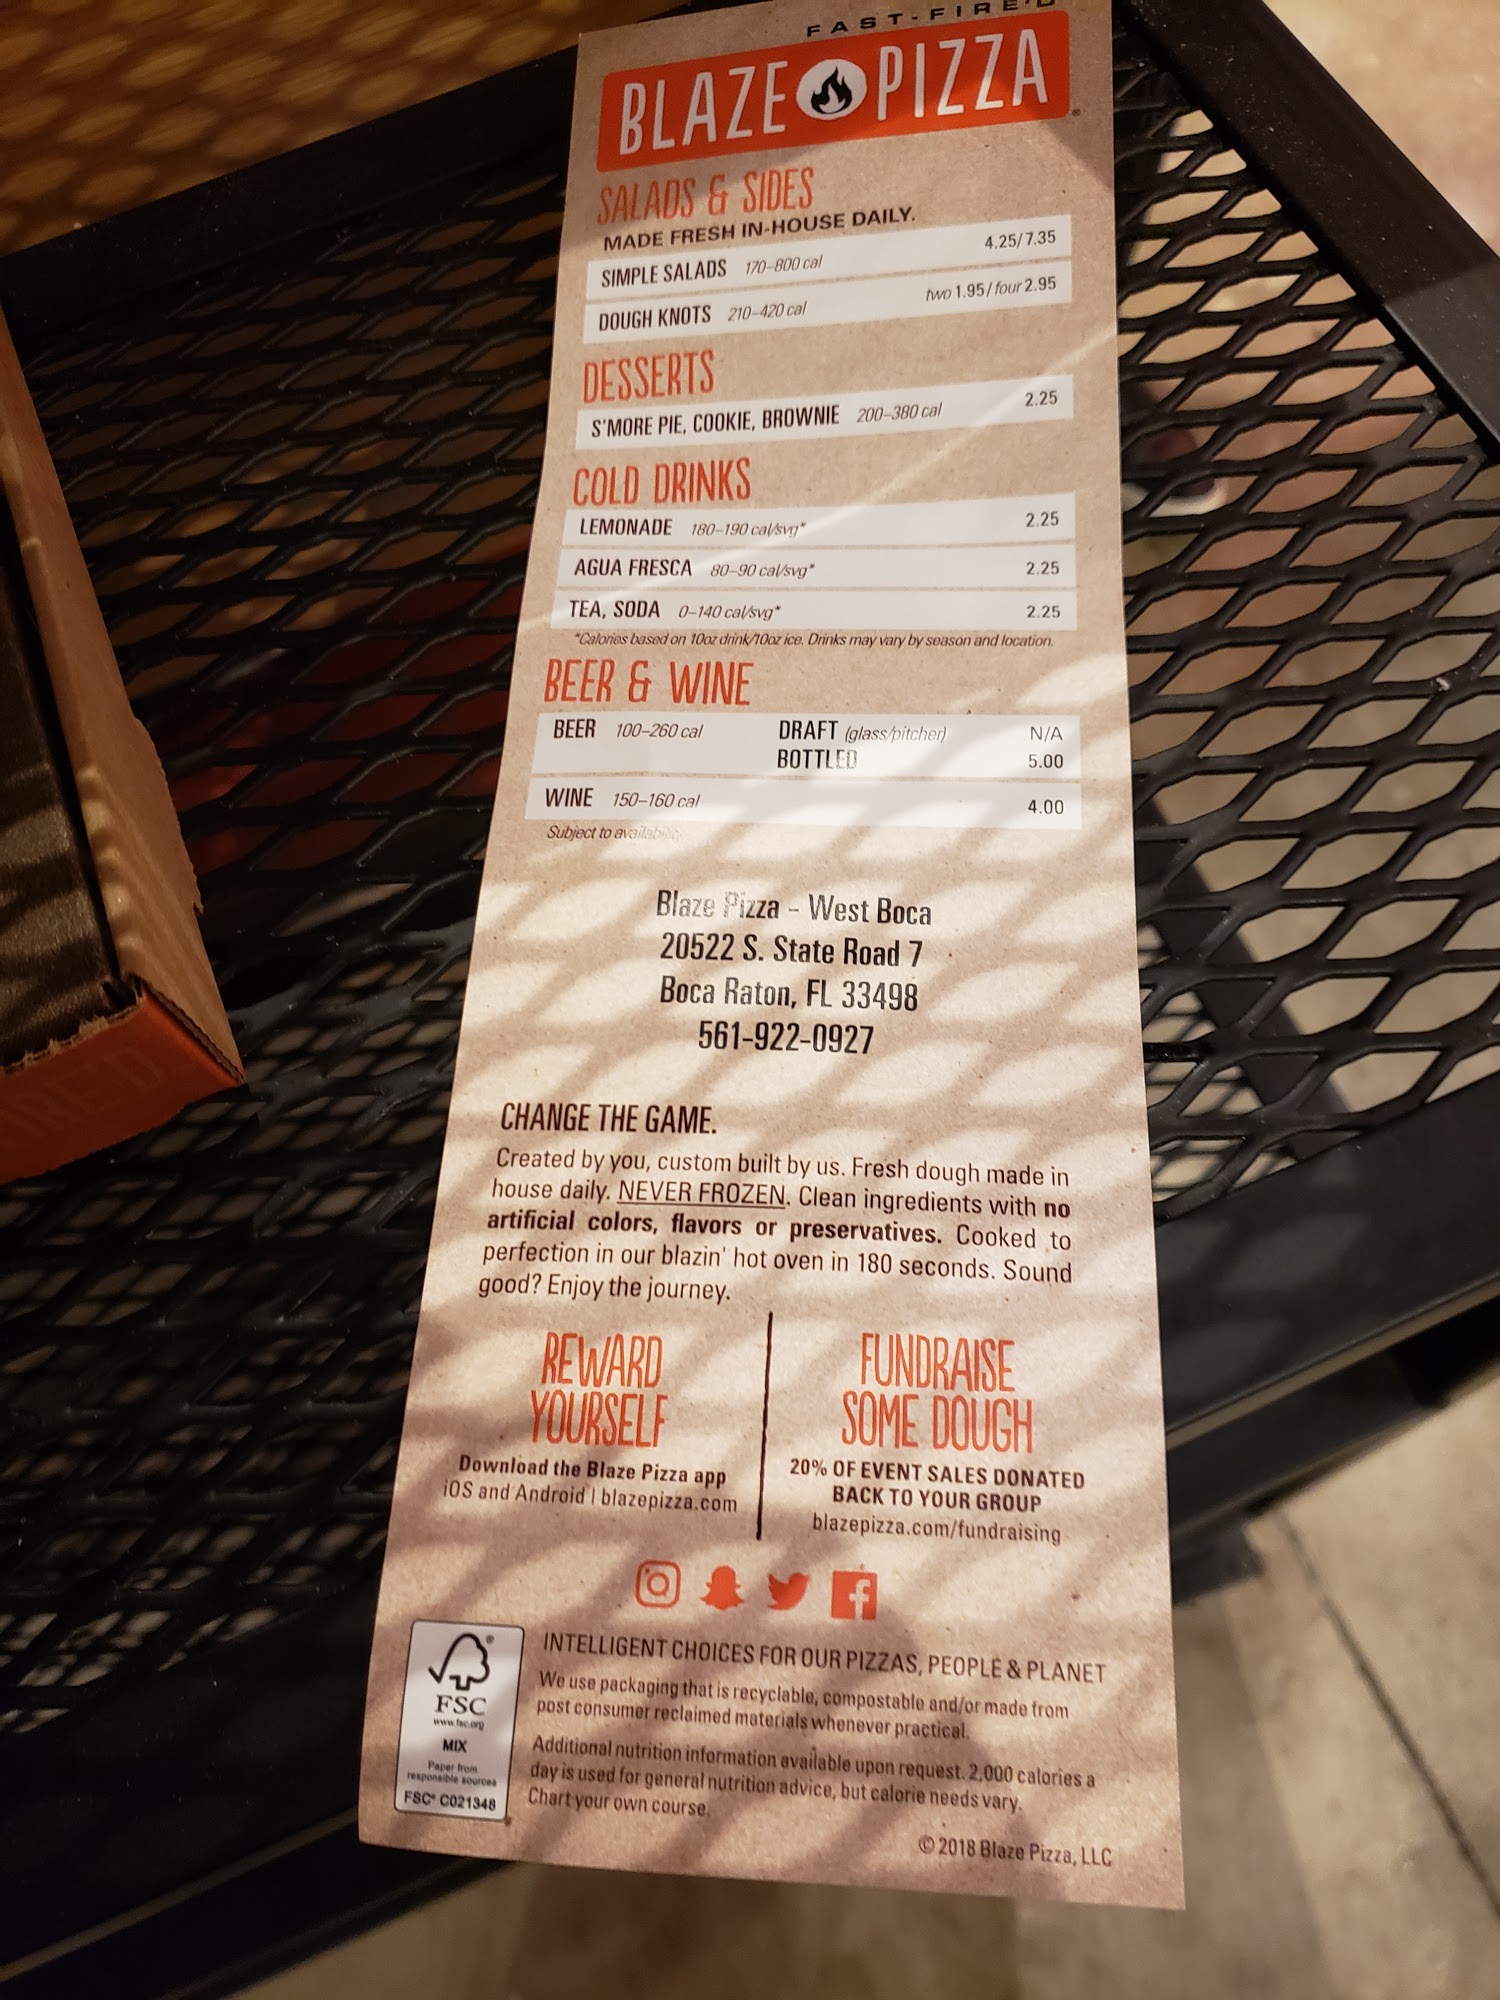 FAST-FIRE'D
BLAZE PIZZA
SALADS & SIDES
MADE FRESH IN-HOUSE DAILY.
SIMPLE SALADS 170–800 cal 4.25/7.35
DOUGH KNOTS 210–420 cal two 1.95/four 2.95
DESSERTS
S'MORE PIE, COOKIE, BROWNIE 200–380 cal 2.25
COLD DRINKS
LEMONADE 180–190 cal/svg* 2.25
AGUA FRESCA 80–90 cal/svg* 2.25
TEA, SODA 0–140 cal/svg* 2.25
*Calories based on 10oz drink/10oz ice. Drinks may vary by season and location.
BEER & WINE
BEER 100–260 cal DRAFT (glass/pitcher) N/A
BOTTLED 5.00
WINE 150–160 cal 4.00
Subject to availability.
Blaze Pizza - West Boca
20522 S. State Road 7
Boca Raton, FL 33498
561-922-0927
CHANGE THE GAME.
Created by you, custom built by us. Fresh dough made in
house daily. NEVER FROZEN. Clean ingredients with no
artificial colors, flavors or preservatives. Cooked to
perfection in our blazin' hot oven in 180 seconds. Sound
good? Enjoy the journey.
REWARD
YOURSELF
Download the Blaze Pizza app
iOS and Android | blazepizza.com
FUNDRAISE
SOME DOUGH
20% OF EVENT SALES DONATED
BACK TO YOUR GROUP
blazepizza.com/fundraising
FSC
www.fsc.org
MIX
Paper from
responsible sources
FSC® C021348
INTELLIGENT CHOICES FOR OUR PIZZAS, PEOPLE & PLANET
We use packaging that is recyclable, compostable and/or made from
post consumer reclaimed materials whenever practical.
Additional nutrition information available upon request. 2,000 calories a
day is used for general nutrition advice, but calorie needs vary.
Chart your own course.
© 2018 Blaze Pizza, LLC